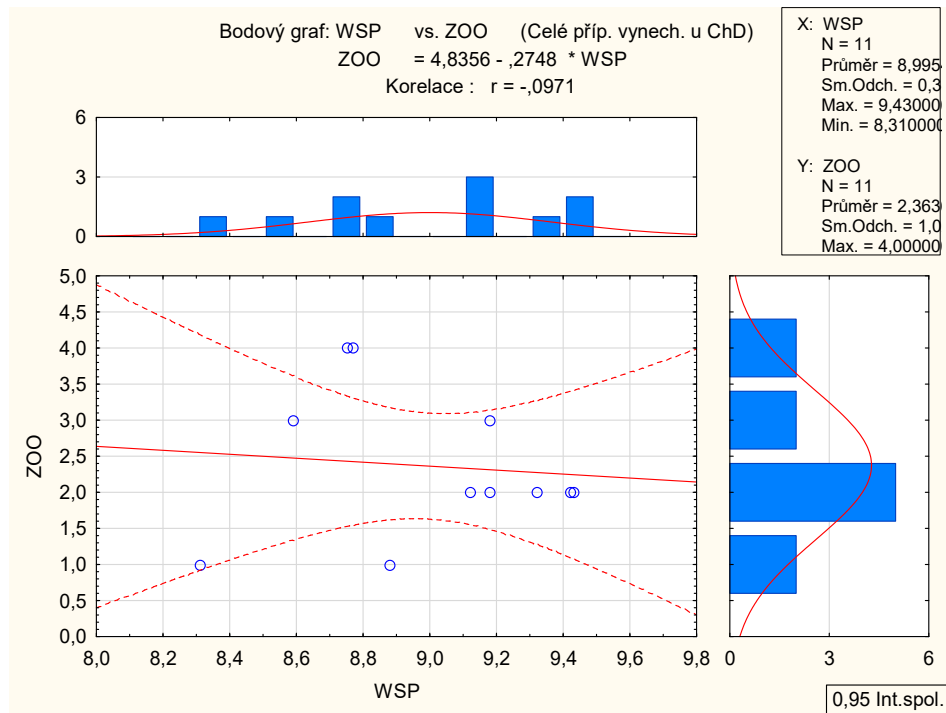 Bodový graf: WSP vs. ZOO (Celé příp. vynech. u ChD)
ZOO = 4,8356 - ,2748 * WSP
Korelace : r = -,0971
X: WSP
N = 11
Průměr = 8,9954
Sm.Odch. = 0,3
Max. = 9,43000
Min. = 8,310000
Y: ZOO
N = 11
Průměr = 2,363
Sm.Odch. = 1,0
Max. = 4,00000
6
3
0
5,0
4,5
4,0
3,5
3,0
2,5
2,0
1,5
1,0
0,5
0,0
ZOO
8,0 8,2 8,4 8,6 8,8 9,0 9,2 9,4 9,6 9,8
WSP
0 3 6
0,95 Int.spol.